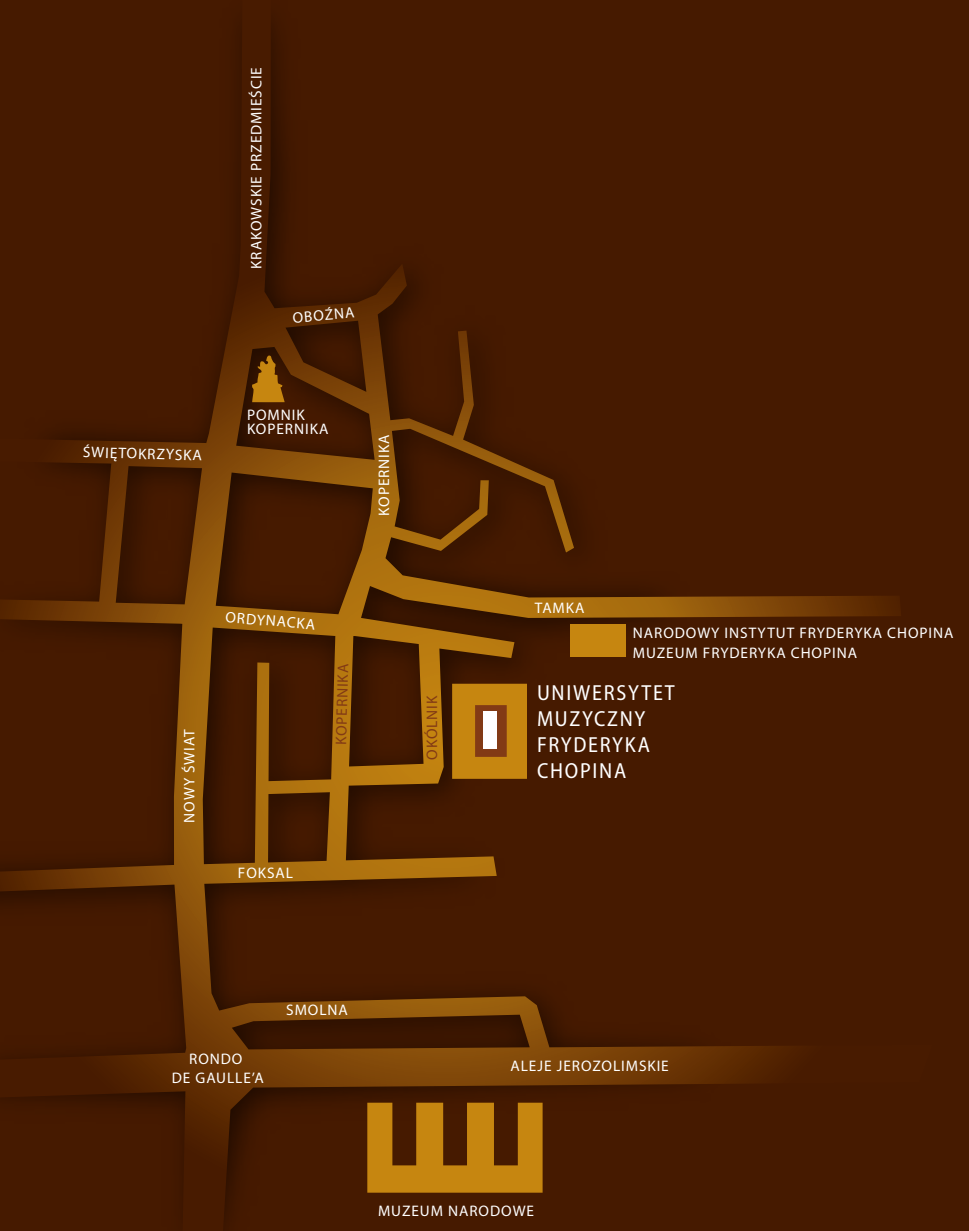 KRAKOWSKIE PRZEDMIEŚCIE
OBOŹNA
POMNIK
KOPERNIKA
ŚWIĘTOKRZYSKA
KOPERNIKA
TAMKA
ORDYNACKA
NARODOWY INSTYTUT FRYDERYKA CHOPINA
MUZEUM FRYDERYKA CHOPINA
KOPERNIKA
OKÓLNIK
UNIWERSYTET
MUZYCZNY
FRYDERYKA
CHOPINA
NOWY ŚWIAT
FOKSAL
SMOLNA
RONDO
DE GAULLE'A
ALEJE JEROZOLIMSKIE
MUZEUM NARODOWE